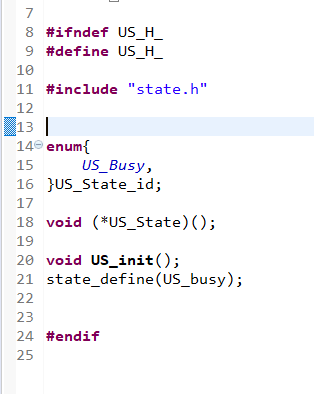 7
8 #ifndef US_H_
9 #define US_H_
10
11 #include "state.h"
12
13
14 enum{
15 US_Busy,
16 }US_State_id;
17
18 void (*US_State)();
19
20 void US_init();
21 state_define(US_busy);
22
23
24 #endif
25